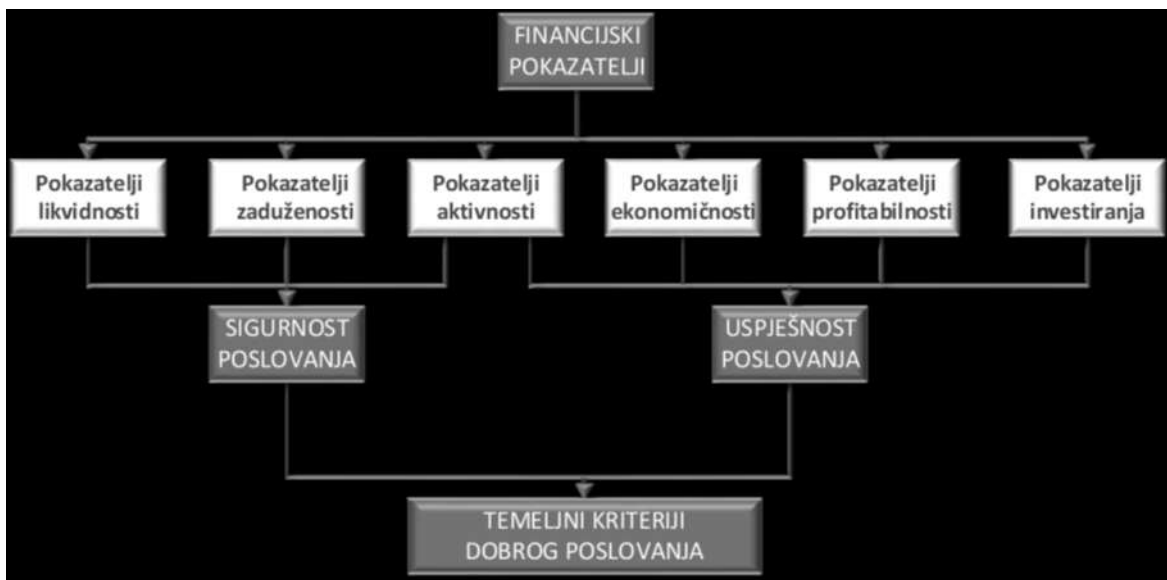 FINANCIJSKI
POKAZATELJI
Pokazatelji
likvidnosti
Pokazatelji
zaduženosti
Pokazatelji
aktivnosti
Pokazatelji
ekonomičnosti
Pokazatelji
profitabilnosti
Pokazatelji
investiranja
SIGURNOST
POSLOVANJA
USPJEŠNOST
POSLOVANJA
TEMELJNI KRITERIJI
DOBROG POSLOVANJA